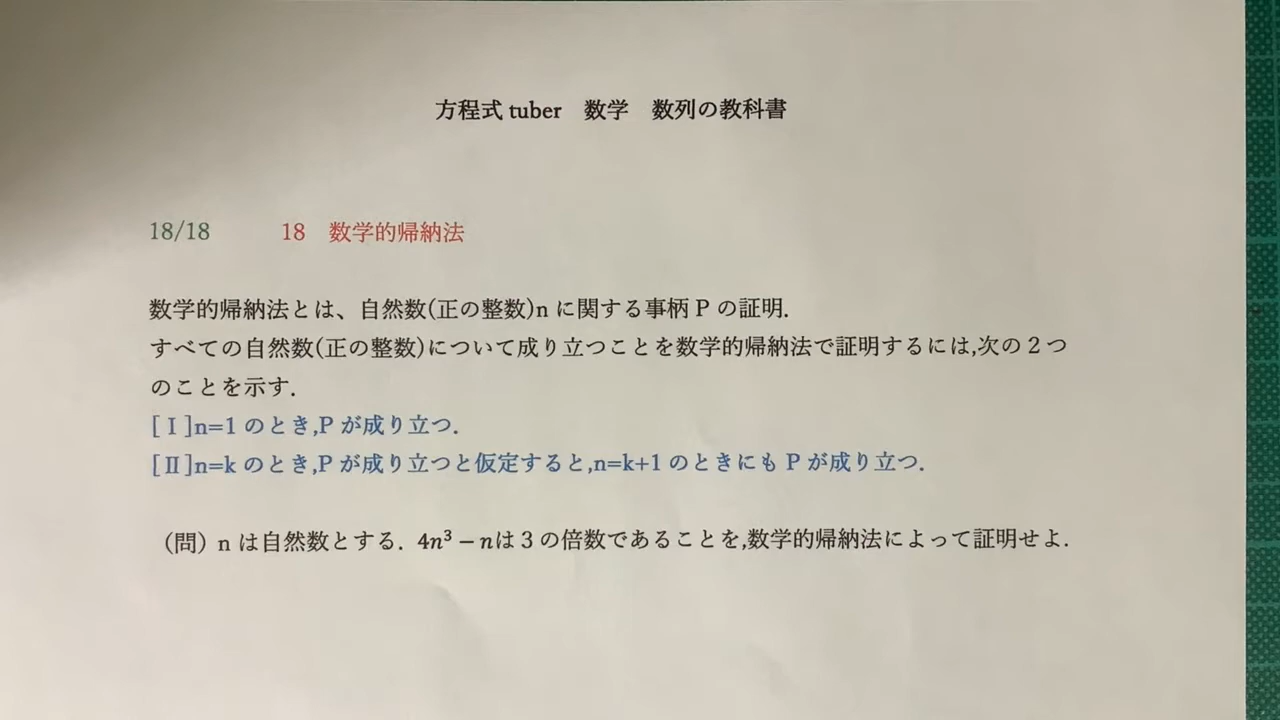 方程式 tuber　数学　数列の教科書
18/18　　　18　数学的帰納法
数学的帰納法とは、自然数(正の整数)n に関する事柄 P の証明.
すべての自然数(正の整数)について成り立つことを数学的帰納法で証明するには,次の 2 つ
のことを示す.
[Ⅰ]n=1 のとき,P が成り立つ.
[Ⅱ]n=k のとき,P が成り立つと仮定すると,n=k+1 のときにも P が成り立つ.
（問）n は自然数とする. 4n³ − nは 3 の倍数であることを,数学的帰納法によって証明せよ.